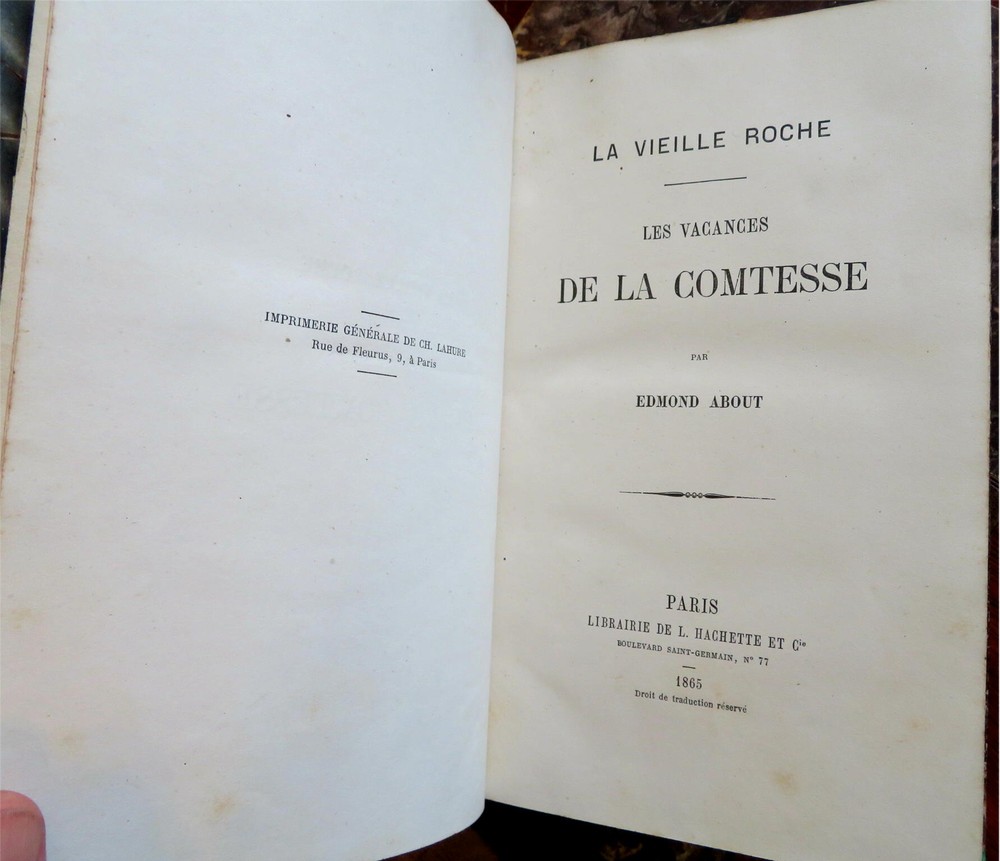 IMPRIMERIE GÉNÉRALE DE CH. LAHURE
Rue de Fleurus, 9, à Paris
LA VIEILLE ROCHE
LES VACANCES
DE LA COMTESSE
PAR
EDMOND ABOUT
PARIS
LIBRAIRIE DE L. HACHETTE ET Cie
BOULEVARD SAINT-GERMAIN, N° 77
1865
Droit de traduction réservé